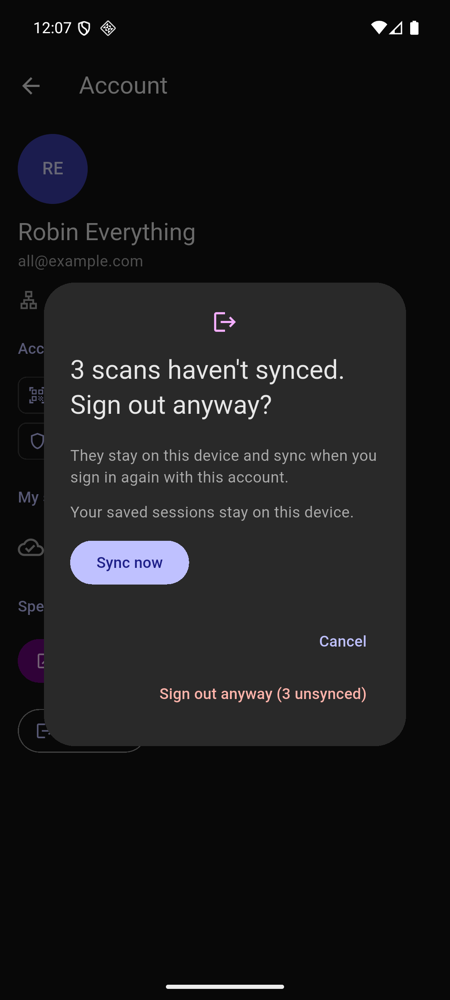 12:07
Account
RE
Robin Everything
all@example.com
Acc
3 scans haven't synced.
Sign out anyway?
They stay on this device and sync when you
sign in again with this account.
My
Your saved sessions stay on this device.
Sync now
Spe
Cancel
Sign out anyway (3 unsynced)